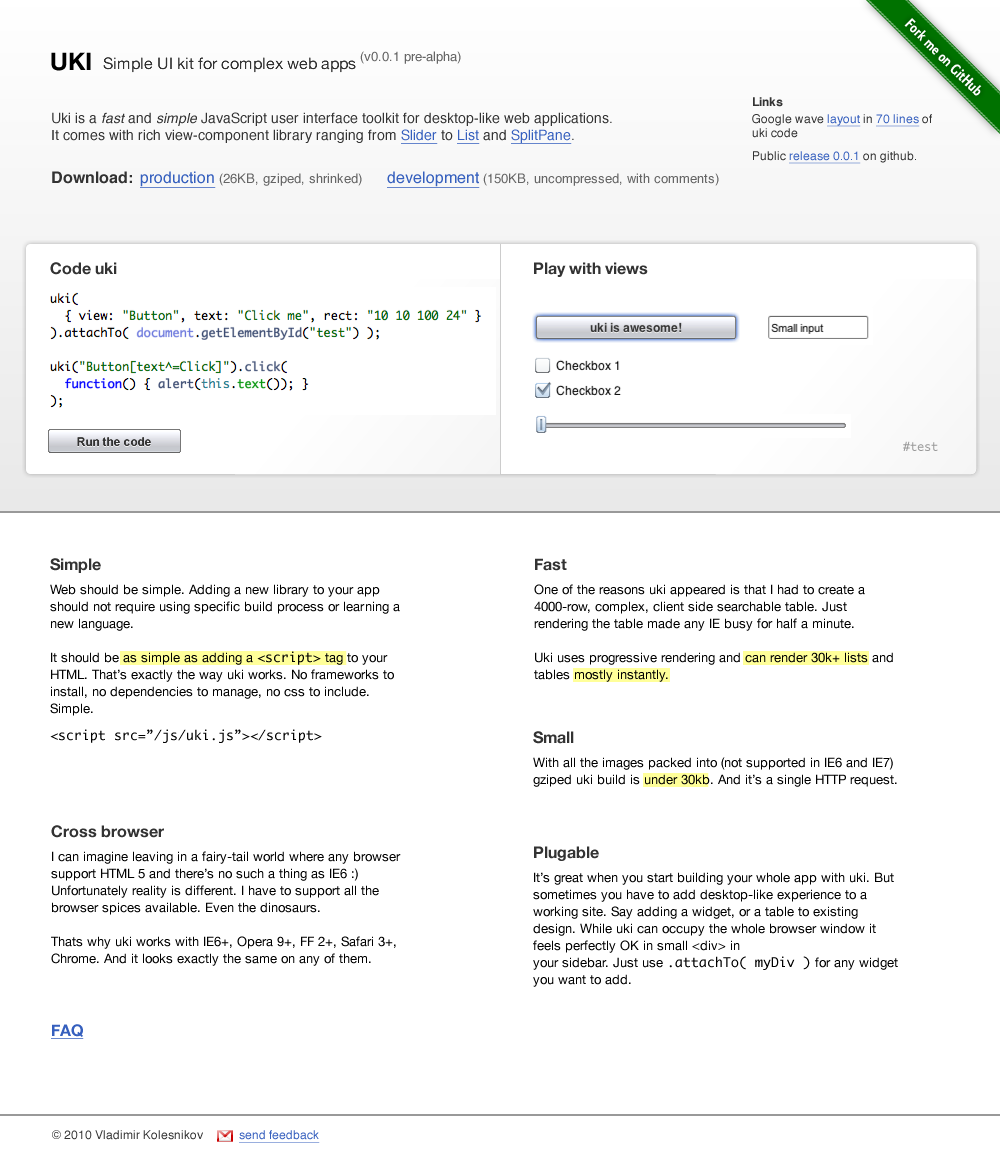 UKI Simple UI kit for complex web apps (v0.0.1 pre-alpha)
Fork me on GitHub
Uki is a fast and simple JavaScript user interface toolkit for desktop-like web applications.
It comes with rich view-component library ranging from Slider to List and SplitPane.
Download: production (26KB, gziped, shrinked) development (150KB, uncompressed, with comments)
Links
Google wave layout in 70 lines of
uki code
Public release 0.0.1 on github.
Code uki
uki(
  { view: "Button", text: "Click me", rect: "10 10 100 24" }
).attachTo( document.getElementById("test") );
uki("Button[text^=Click]").click(
  function() { alert(this.text()); }
);
Run the code
Play with views
uki is awesome!
Small input
Checkbox 1
Checkbox 2
#test
Simple
Web should be simple. Adding a new library to your app
should not require using specific build process or learning a
new language.
It should be as simple as adding a <script> tag to your
HTML. That's exactly the way uki works. No frameworks to
install, no dependencies to manage, no css to include.
Simple.
<script src=”/js/uki.js”></script>
Fast
One of the reasons uki appeared is that I had to create a
4000-row, complex, client side searchable table. Just
rendering the table made any IE busy for half a minute.
Uki uses progressive rendering and can render 30k+ lists and
tables mostly instantly.
Small
With all the images packed into (not supported in IE6 and IE7)
gziped uki build is under 30kb. And it's a single HTTP request.
Cross browser
I can imagine leaving in a fairy-tail world where any browser
support HTML 5 and there's no such a thing as IE6 :)
Unfortunately reality is different. I have to support all the
browser spices available. Even the dinosaurs.
Thats why uki works with IE6+, Opera 9+, FF 2+, Safari 3+,
Chrome. And it looks exactly the same on any of them.
Plugable
It's great when you start building your whole app with uki. But
sometimes you have to add desktop-like experience to a
working site. Say adding a widget, or a table to existing
design. While uki can occupy the whole browser window it
feels perfectly OK in small <div> in
your sidebar. Just use .attachTo( myDiv ) for any widget
you want to add.
FAQ
© 2010 Vladimir Kolesnikov send feedback